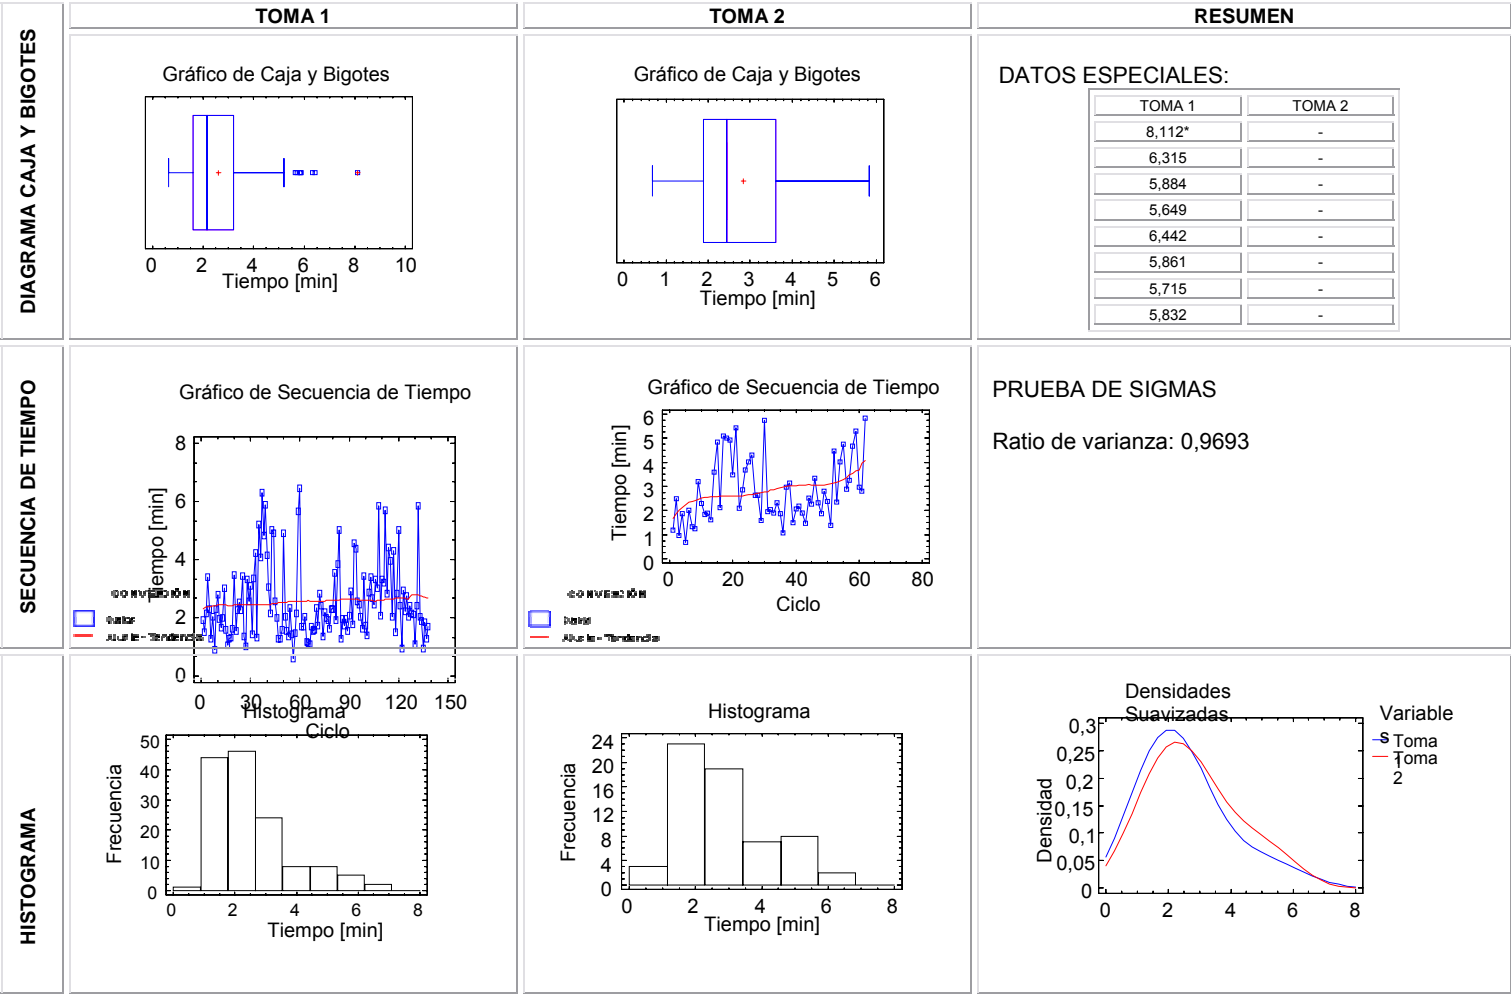 TOMA 1
TOMA 2
RESUMEN
DIAGRAMA CAJA Y BIGOTES
Gráfico de Caja y Bigotes
0 2 4 6 8 10
Tiempo [min]
Gráfico de Caja y Bigotes
0 1 2 3 4 5 6
Tiempo [min]
DATOS ESPECIALES:
TOMA 1 TOMA 2
8,112* -
6,315 -
5,884 -
5,649 -
6,442 -
5,861 -
5,715 -
5,832 -
SECUENCIA DE TIEMPO
Gráfico de Secuencia de Tiempo
Tiempo [min]
8
6
4
2
0
0 30 60 90 120 150
Ciclo
CONVENCIÓN
Datos
Ajuste - Tendencia
Gráfico de Secuencia de Tiempo
Tiempo [min]
6
5
4
3
2
1
0
0 20 40 60 80
Ciclo
CONVENCIÓN
Datos
Ajuste - Tendencia
PRUEBA DE SIGMAS
Ratio de varianza: 0,9693
HISTOGRAMA
Histograma
Frecuencia
50
40
30
20
10
0
0 2 4 6 8
Tiempo [min]
Histograma
Frecuencia
24
20
16
12
8
4
0
0 2 4 6 8
Tiempo [min]
Densidades
Suavizadas
Densidad
0,3
0,25
0,2
0,15
0,1
0,05
0
0 2 4 6 8
Variable
s
Toma
1
Toma
2